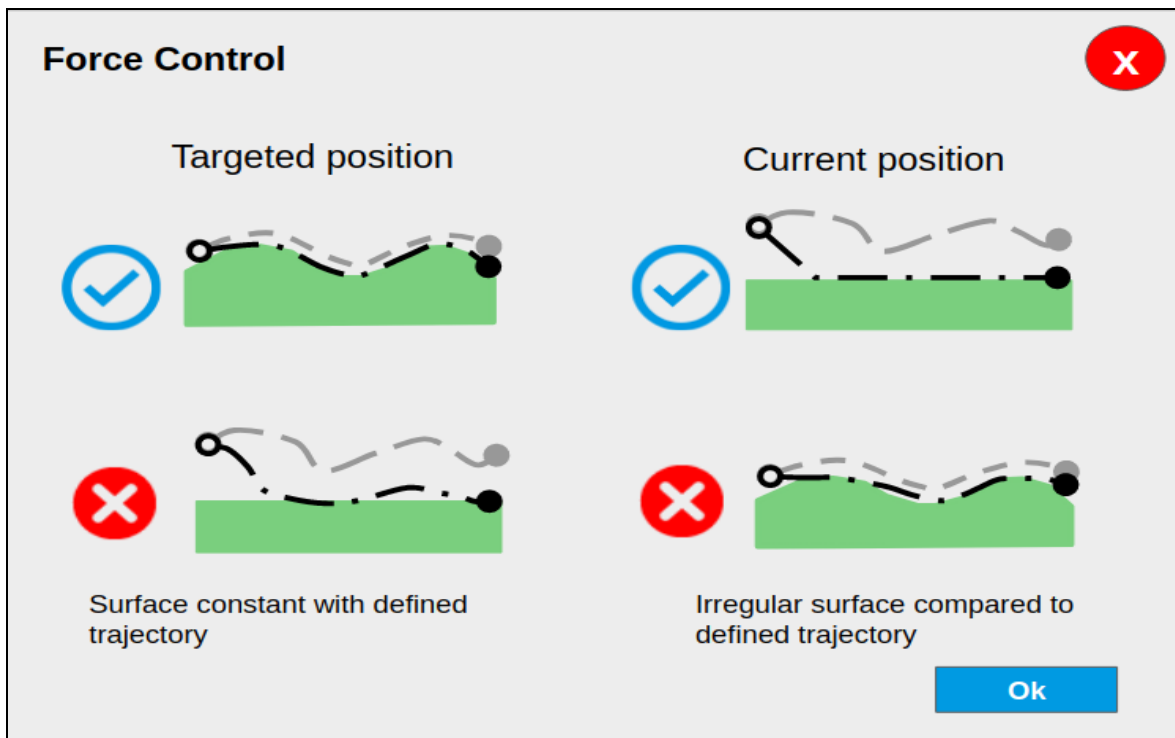 Force Control
x
Targeted position
Current position
Surface constant with defined
trajectory
Irregular surface compared to
defined trajectory
Ok